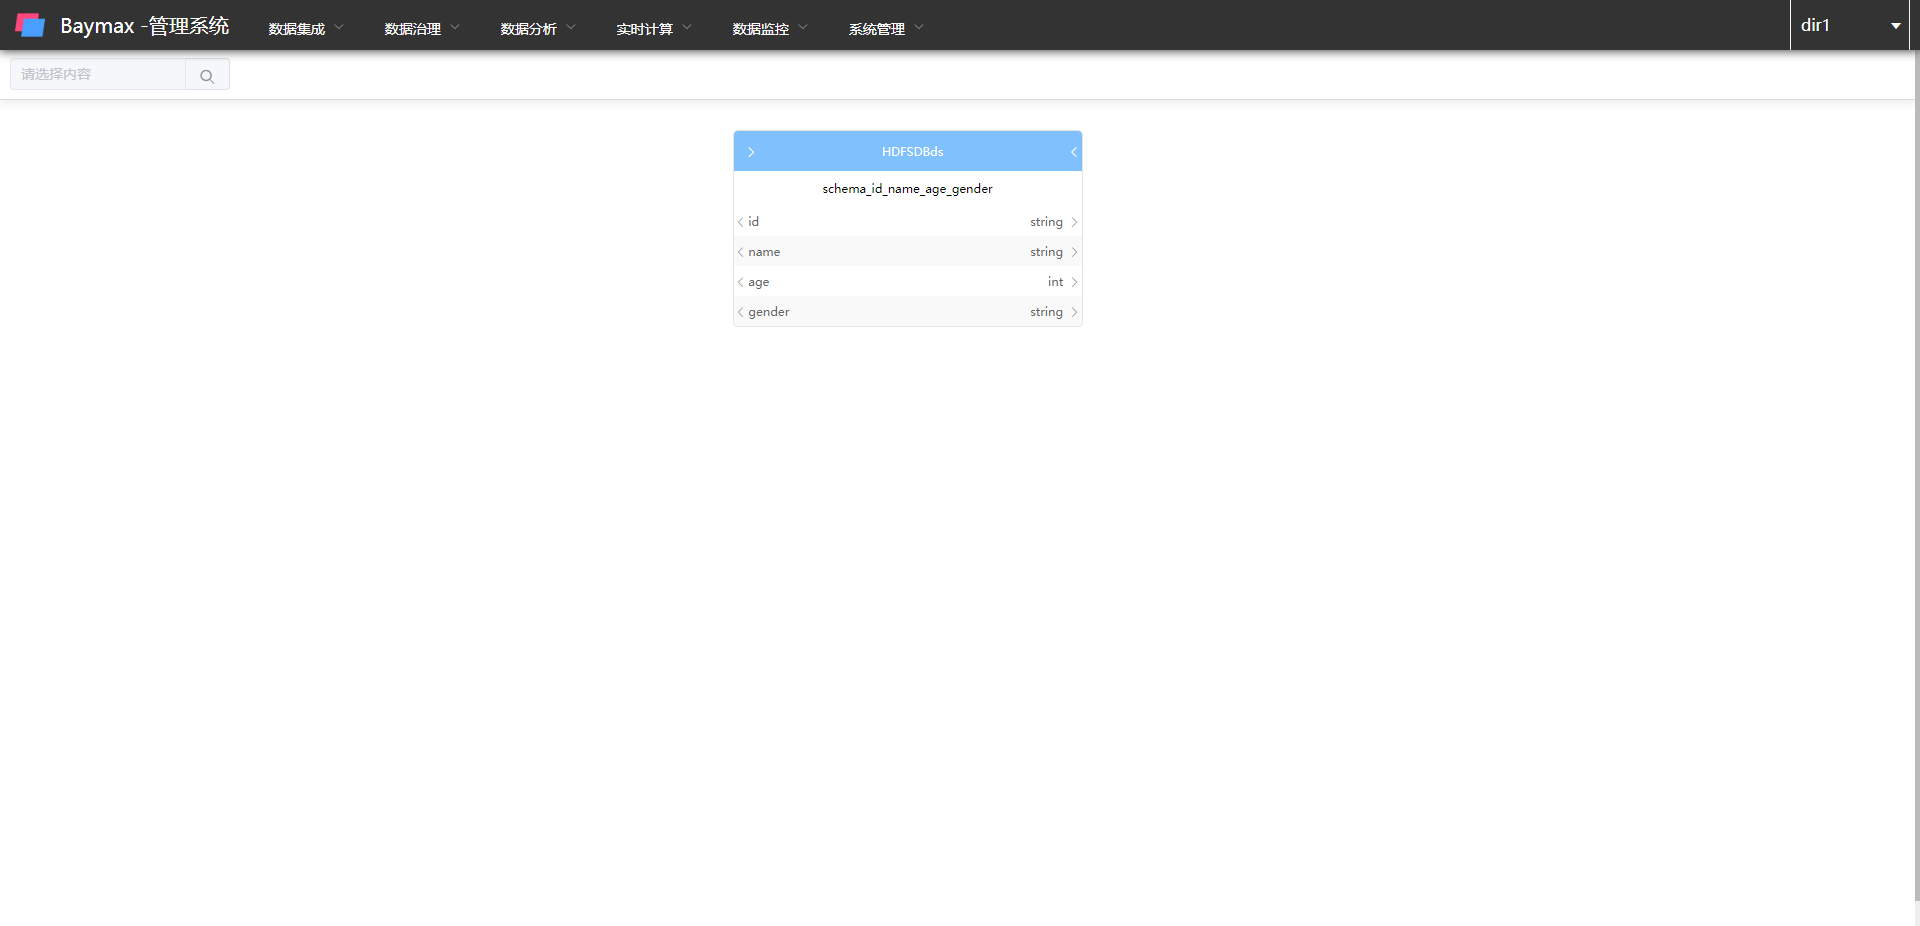 Baymax -管理系统 数据集成 数据治理 数据分析 实时计算 数据监控 系统管理 dir1
请选择内容
HDFSDBds
schema_id_name_age_gender
id string
name string
age int
gender string